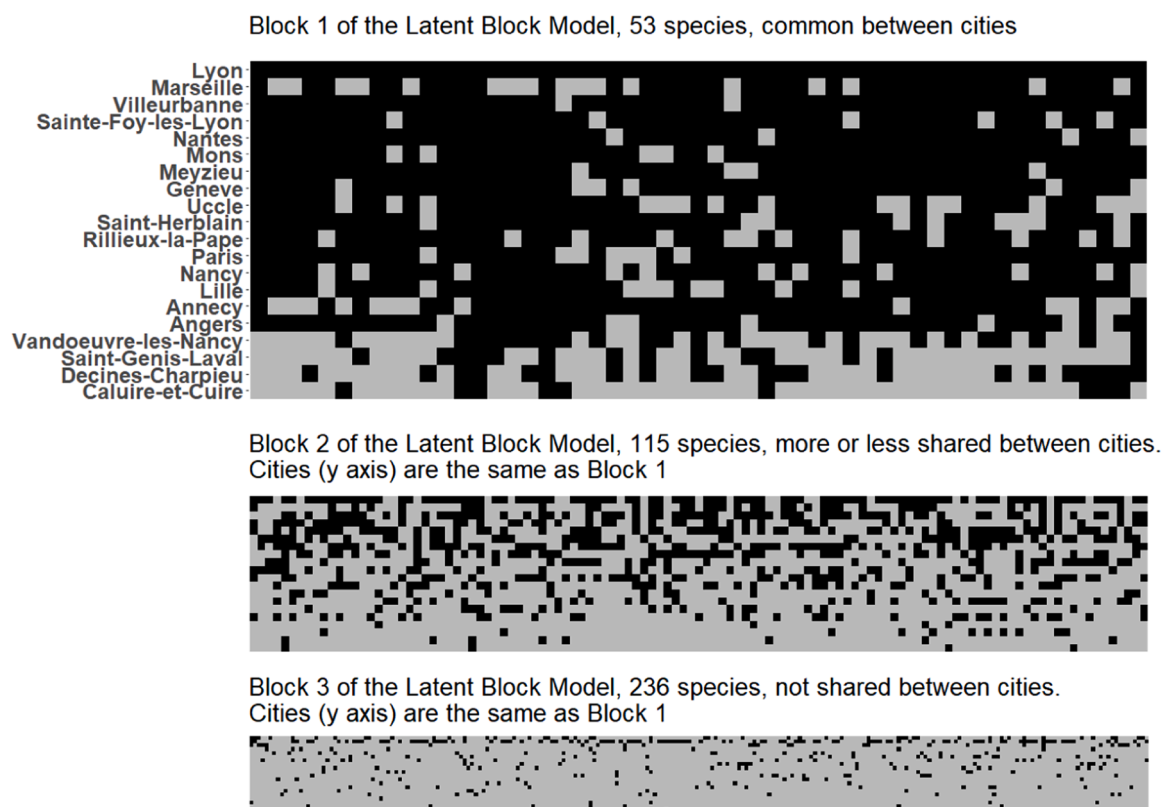 Block 1 of the Latent Block Model, 53 species, common between cities
Lyon
Marseille
Villeurbanne
Sainte-Foy-les-Lyon
Nantes
Mons
Meyzieu
Geneve
Uccle
Saint-Herblain
Rillieux-la-Pape
Paris
Nancy
Lille
Annecy
Angers
Vandoeuvre-les-Nancy
Saint-Genis-Laval
Decines-Charpieu
Caluire-et-Cuire
Block 2 of the Latent Block Model, 115 species, more or less shared between cities.
Cities (y axis) are the same as Block 1
Block 3 of the Latent Block Model, 236 species, not shared between cities.
Cities (y axis) are the same as Block 1